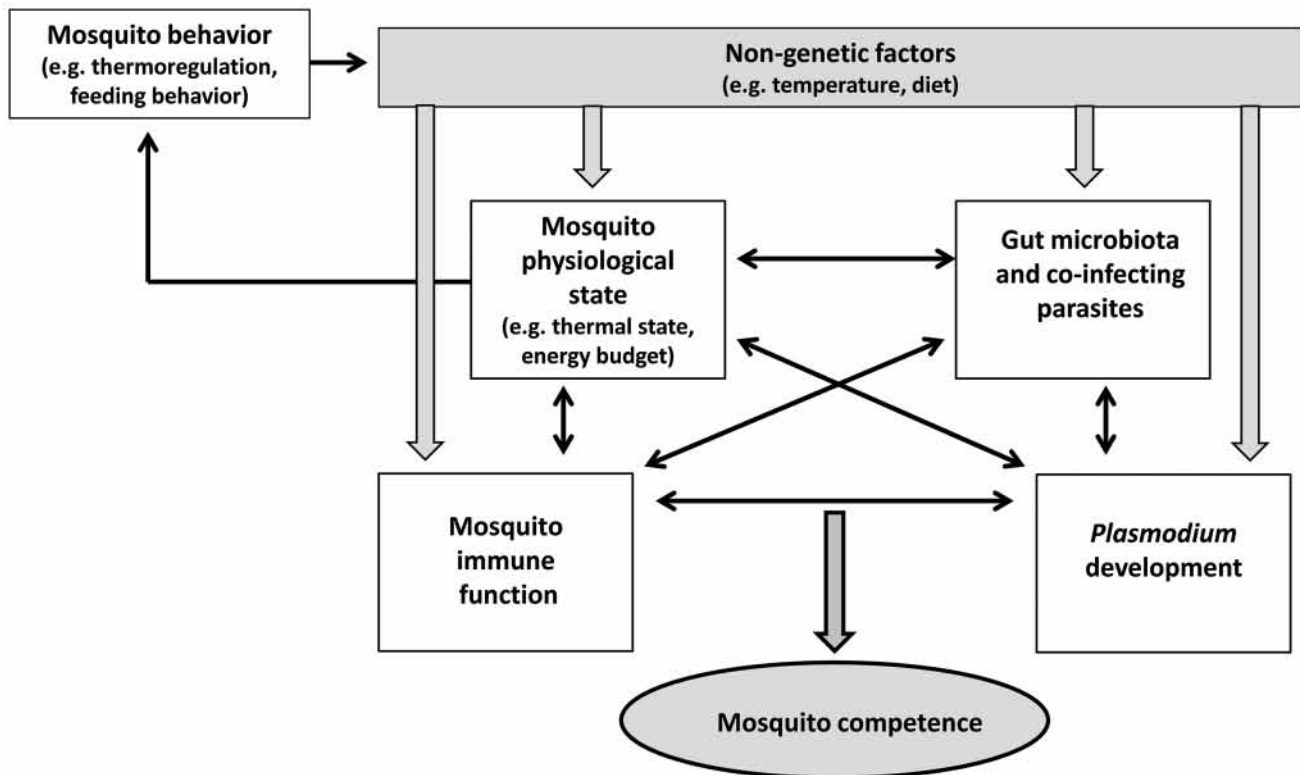 Mosquito behavior
(e.g. thermoregulation,
feeding behavior)
Non-genetic factors
(e.g. temperature, diet)
Mosquito
physiological
state
(e.g. thermal state,
energy budget)
Gut microbiota
and co-infecting
parasites
Mosquito
immune
function
Plasmodium
development
Mosquito competence